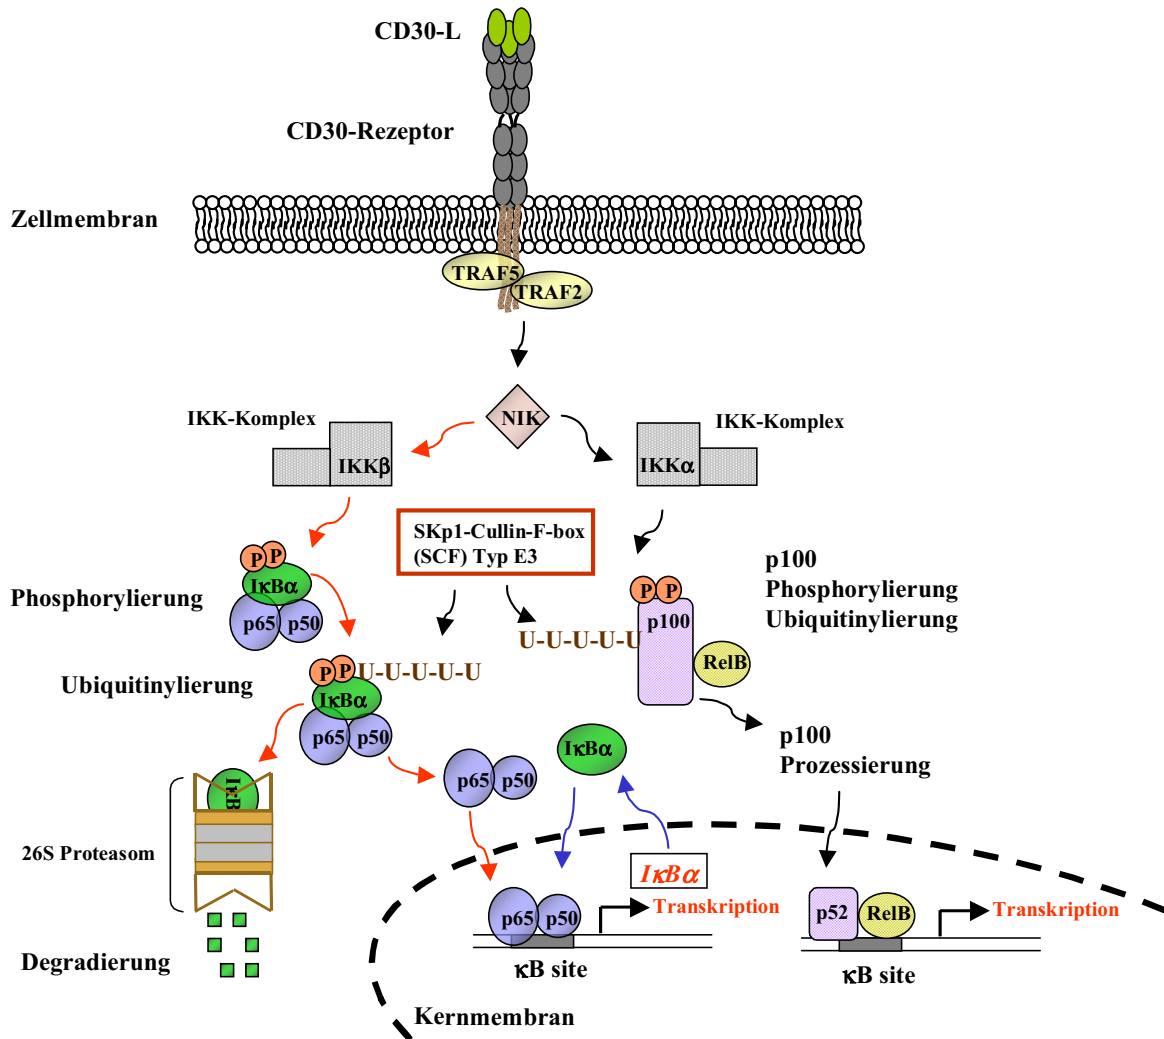 CD30-L
CD30-Rezeptor
Zellmembran
TRAF5
TRAF2
NIK
IKK-Komplex
IKKβ
IKK-Komplex
IKKα
SKp1-Cullin-F-box
(SCF) Typ E3
P P
IκBα
p65 p50
Phosphorylierung
P P
p100
U-U-U-U-U
RelB
p100
Phosphorylierung
Ubiquitinylierung
Ubiquitinylierung
P P
U-U-U-U-U
IκBα
p65 p50
p65 p50
IκBα
p100
Prozessierung
IκB
26S Proteasom
Degradierung
IκBα
p65 p50
Transkription
κB site
p52 RelB
Transkription
κB site
Kernmembran